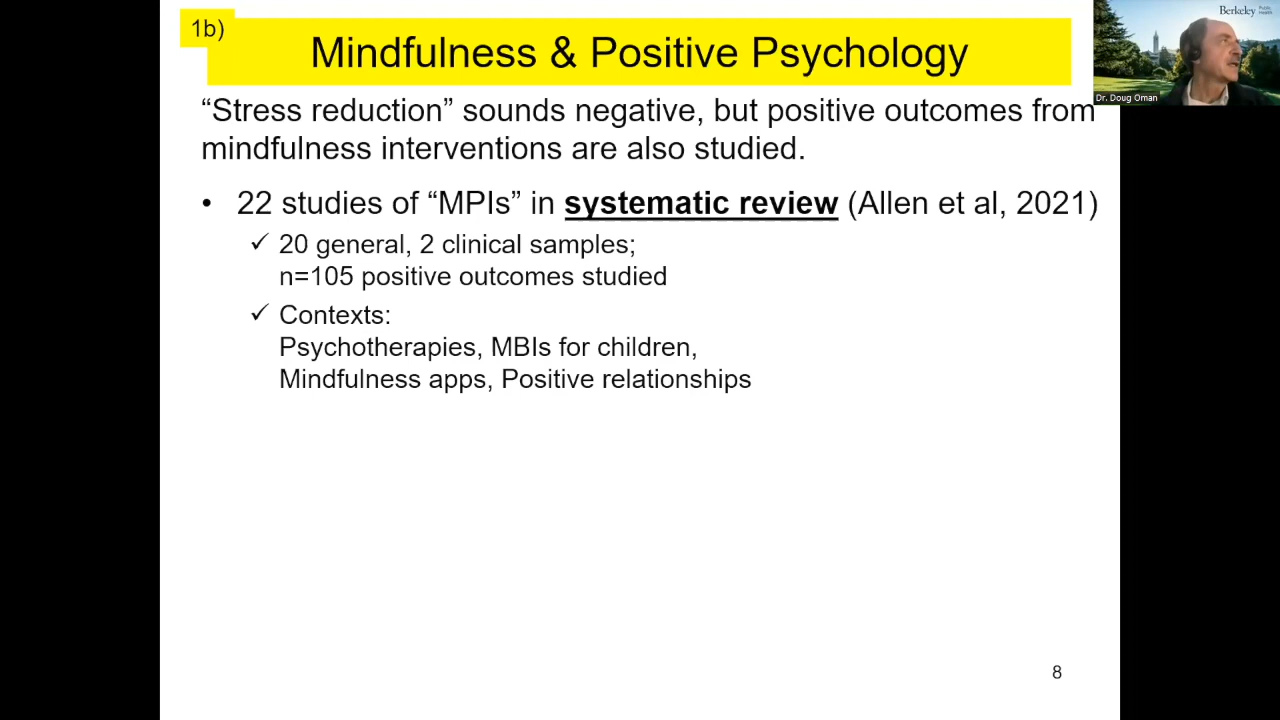 1b)
Mindfulness & Positive Psychology
“Stress reduction” sounds negative, but positive outcomes from
mindfulness interventions are also studied.
• 22 studies of “MPIs” in systematic review (Allen et al, 2021)
✓ 20 general, 2 clinical samples;
n=105 positive outcomes studied
✓ Contexts:
Psychotherapies, MBIs for children,
Mindfulness apps, Positive relationships
8
Berkeley Public Health
Dr. Doug Oman